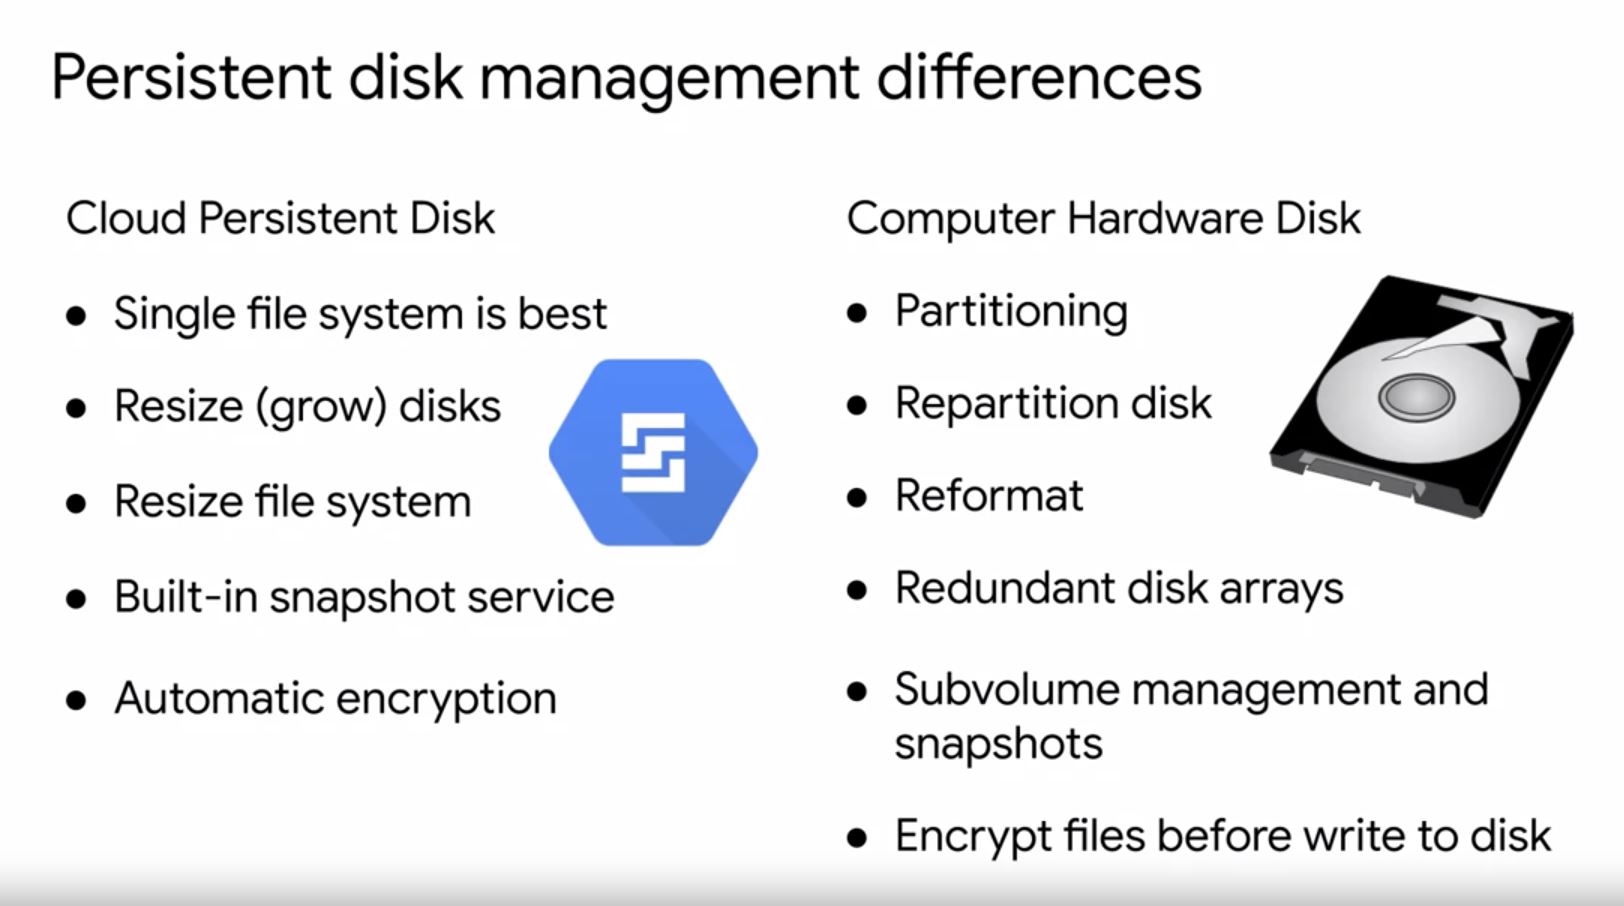 Persistent disk management differences
Cloud Persistent Disk
● Single file system is best
● Resize (grow) disks
● Resize file system
● Built-in snapshot service
● Automatic encryption
Computer Hardware Disk
● Partitioning
● Repartition disk
● Reformat
● Redundant disk arrays
● Subvolume management and
snapshots
● Encrypt files before write to disk